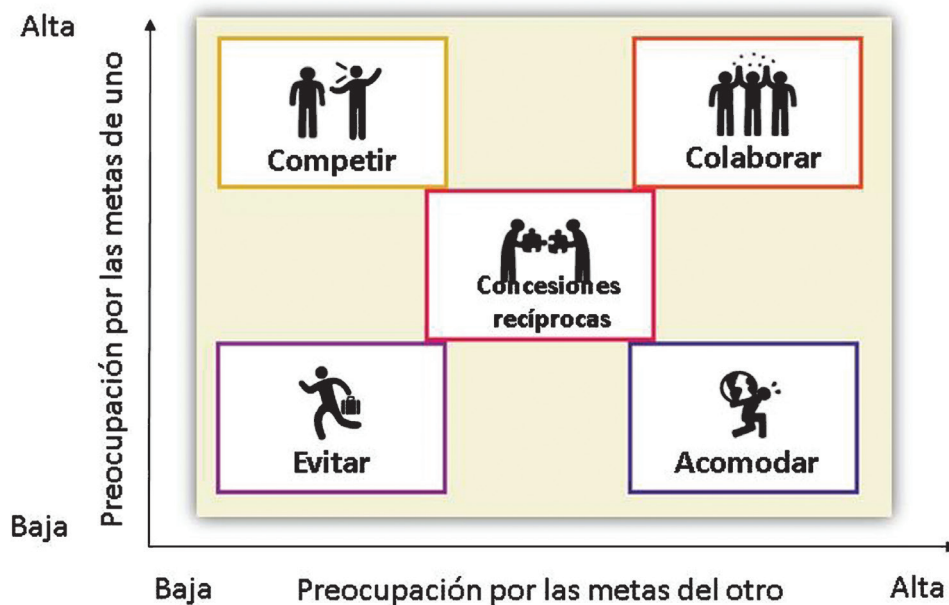 Alta
Preocupación por las metas de uno
Baja
Competir
Colaborar
Concesiones
recíprocas
Evitar
Acomodar
Baja
Preocupación por las metas del otro
Alta